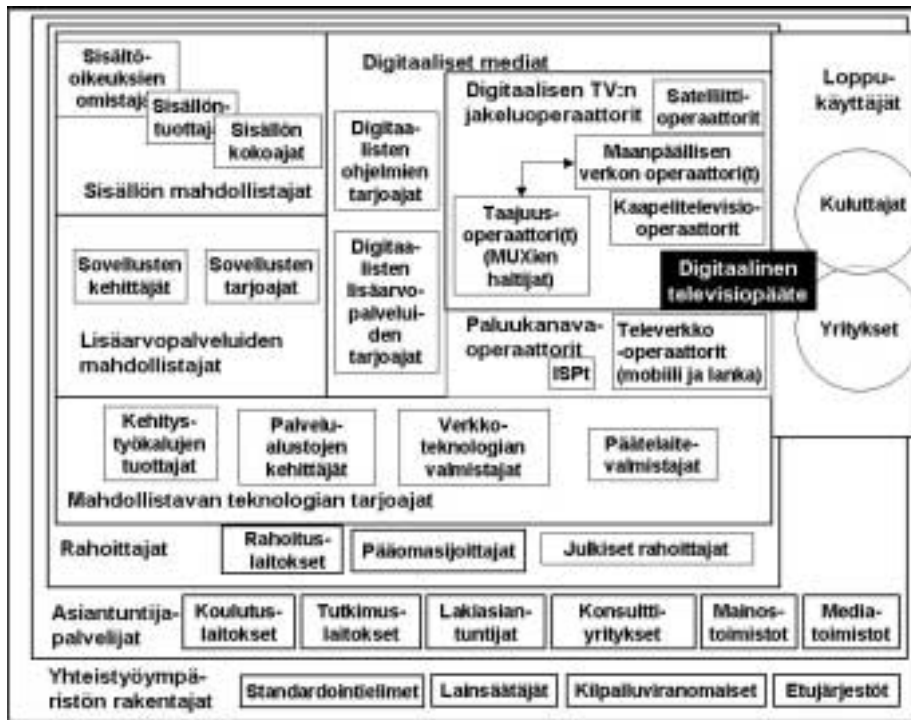 Sisältö-
oikeuksien
omistaj
Sisällön-
tuottaja
Sisällön
kokoajat
Sisällön mahdollistajat
Digitaaliset mediat
Digitaa-
listen
ohjelmien
tarjoajat
Digitaalisen TV:n
jakeluoperaattorit
Satelliitti-
operaattorit
Maanpäällisen
verkon operaattori(t)
Taajuus-
operaattori(t)
(MUXien
haltijat)
Kaapelitelevisio-
operaattorit
Digitaalinen
televisiopääte
Loppu-
käyttäjät
Kuluttajat
Yritykset
Sovellusten
kehittäjät
Sovellusten
tarjoajat
Lisäarvopalveluiden
mahdollistajat
Digitaa-
listen
lisäarvo-
palvelui-
den
tarjoajat
Paluukanava-
operaattorit
ISPt
Televerkko
-operaattorit
(mobiili ja lanka)
Kehitys-
työkalujen
tuottajat
Palvelu-
alustojen
kehittäjät
Verkko-
teknologian
valmistajat
Päätelaite-
valmistajat
Mahdollistavan teknologian tarjoajat
Rahoittajat
Rahoitus-
laitokset
Pääomasijoittajat
Julkiset rahoittajat
Asiantuntija-
palvelijat
Koulutus-
laitokset
Tutkimus-
laitokset
Lakiasian-
tuntijat
Konsultti-
yritykset
Mainos-
toimistot
Media-
toimistot
Yhteistyöympä-
ristön rakentajat
Standardointielimet
Lainsäätäjät
Kilpailuviranomaiset
Etujärjestöt